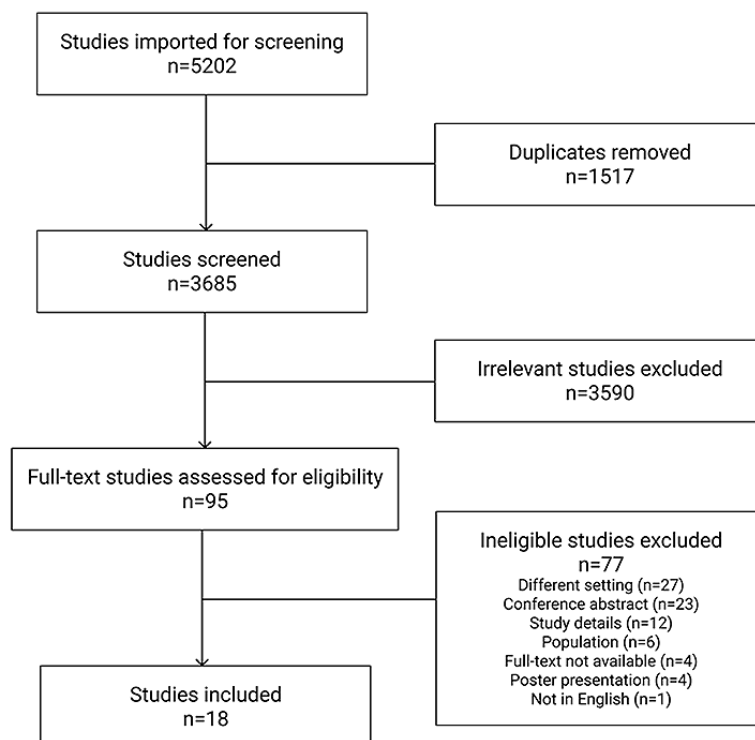 Studies imported for screening
n=5202
Duplicates removed
n=1517
Studies screened
n=3685
Irrelevant studies excluded
n=3590
Full-text studies assessed for eligibility
n=95
Ineligible studies excluded
n=77
Different setting (n=27)
Conference abstract (n=23)
Study details (n=12)
Population (n=6)
Full-text not available (n=4)
Poster presentation (n=4)
Not in English (n=1)
Studies included
n=18